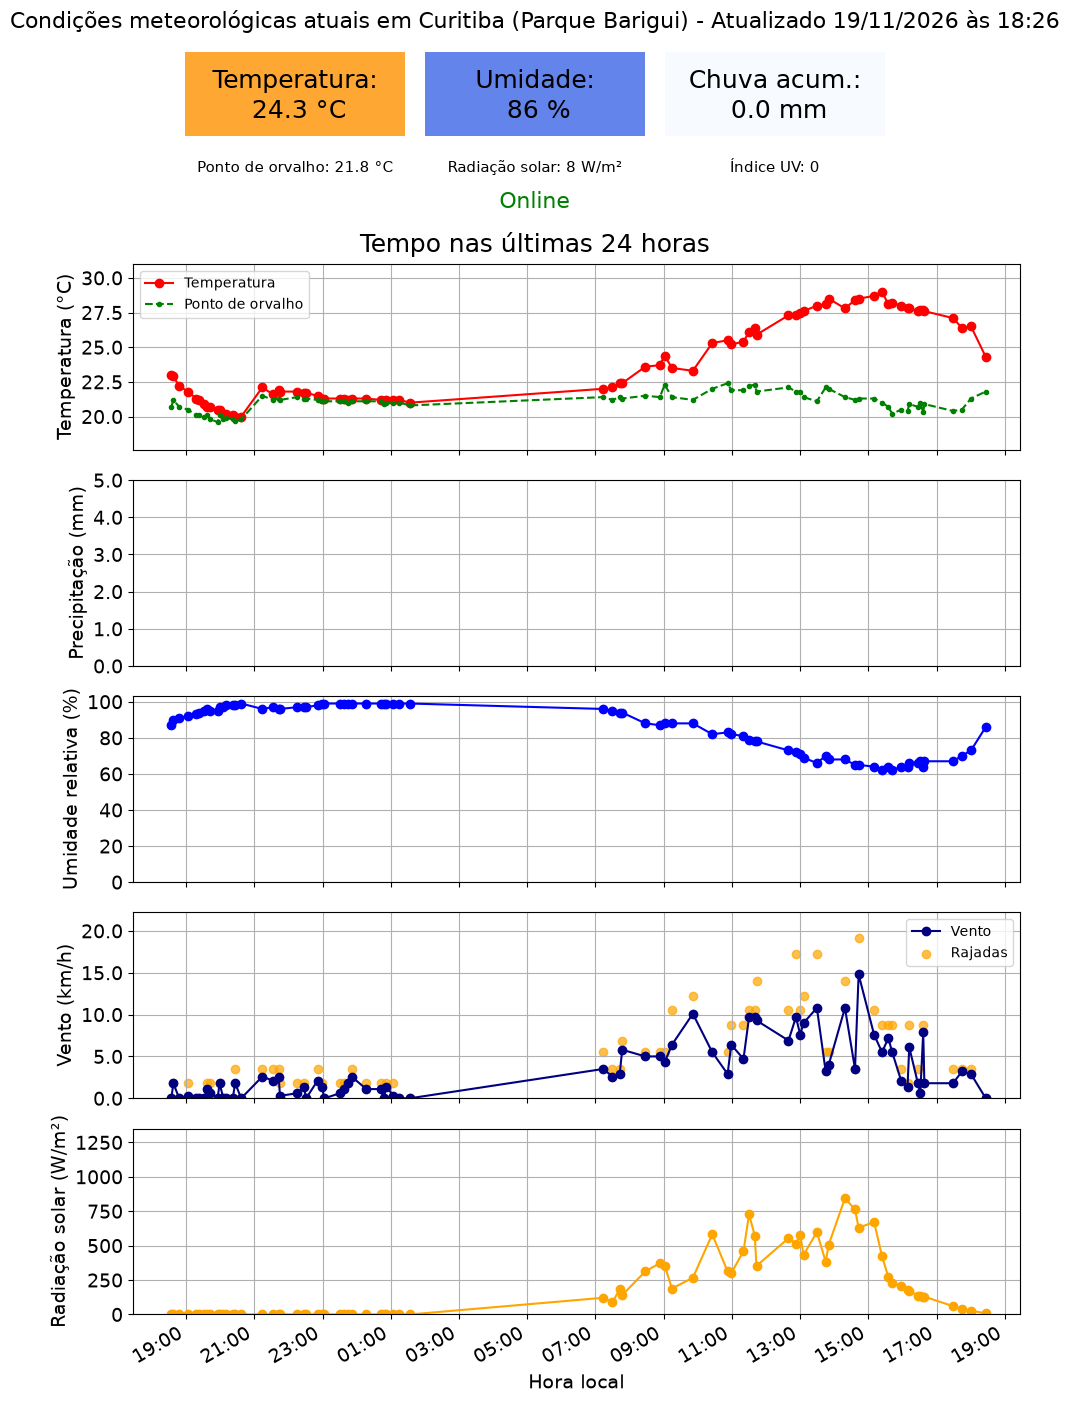 Condições meteorológicas atuais em Curitiba (Parque Barigui) - Atualizado 19/11/2026 às 18:26
Temperatura:
24.3 °C
Umidade:
86 %
Chuva acum.:
0.0 mm
Ponto de orvalho: 21.8 °C
Radiação solar: 8 W/m²
Índice UV: 0
Online
Tempo nas últimas 24 horas
Temperatura (°C)
30.0
27.5
25.0
22.5
20.0
Temperatura
Ponto de orvalho
Precipitação (mm)
5.0
4.0
3.0
2.0
1.0
0.0
Umidade relativa (%)
100
80
60
40
20
0
Vento (km/h)
20.0
15.0
10.0
5.0
0.0
Vento
Rajadas
Radiação solar (W/m²)
1250
1000
750
500
250
0
19:00
21:00
23:00
01:00
03:00
05:00
07:00
09:00
11:00
13:00
15:00
17:00
19:00
Hora local